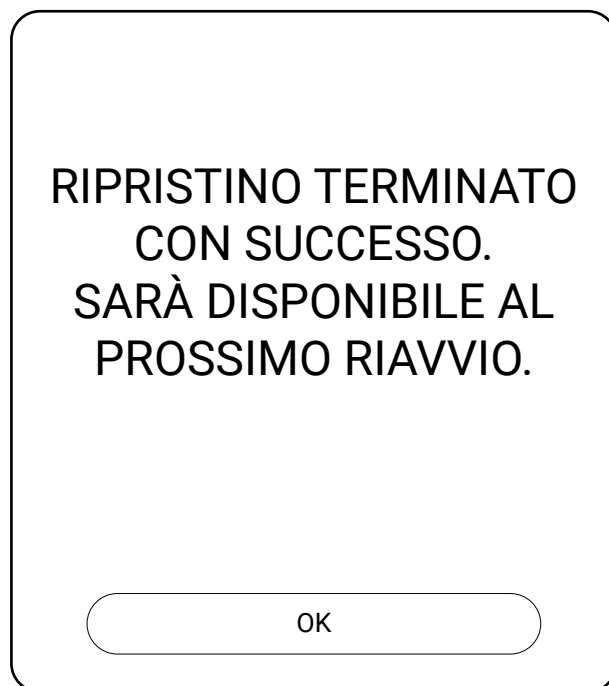 RIPRISTINO TERMINATO
CON SUCCESSO.
SARÀ DISPONIBILE AL
PROSSIMO RIAVVIO.
OK